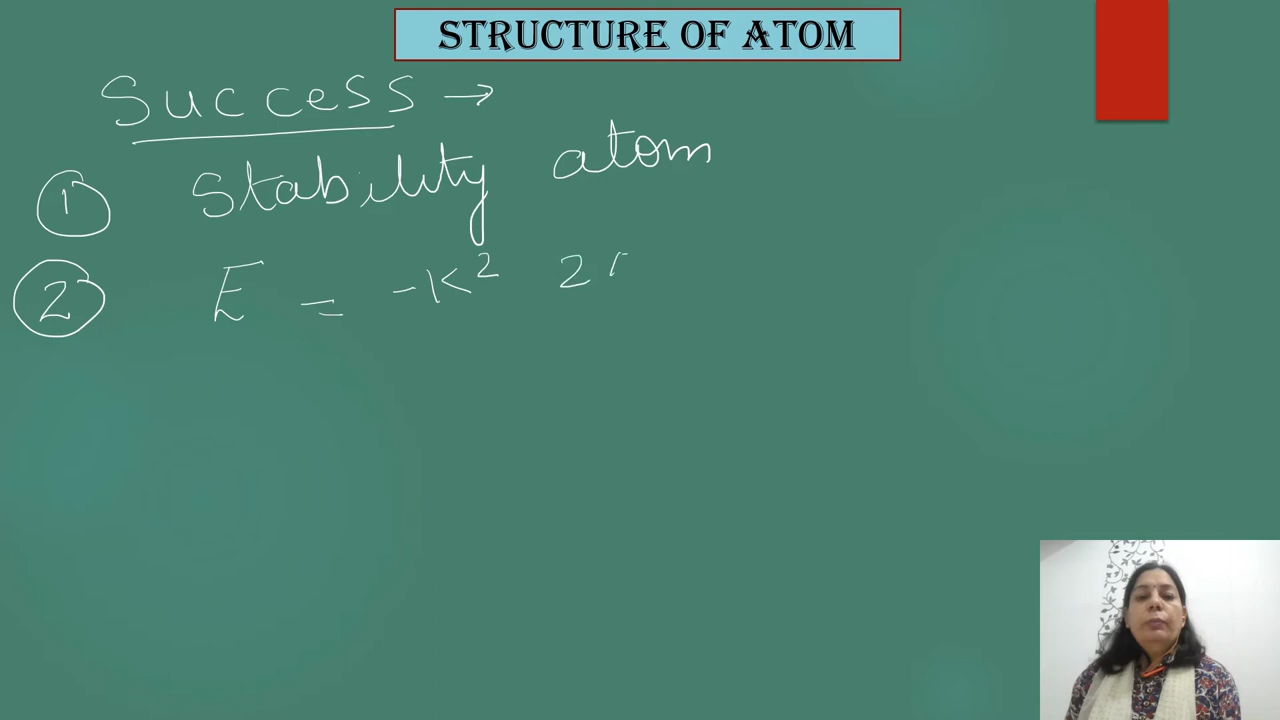 STRUCTURE OF ATOM
Success →
① Stability atom
② E = -K² 2